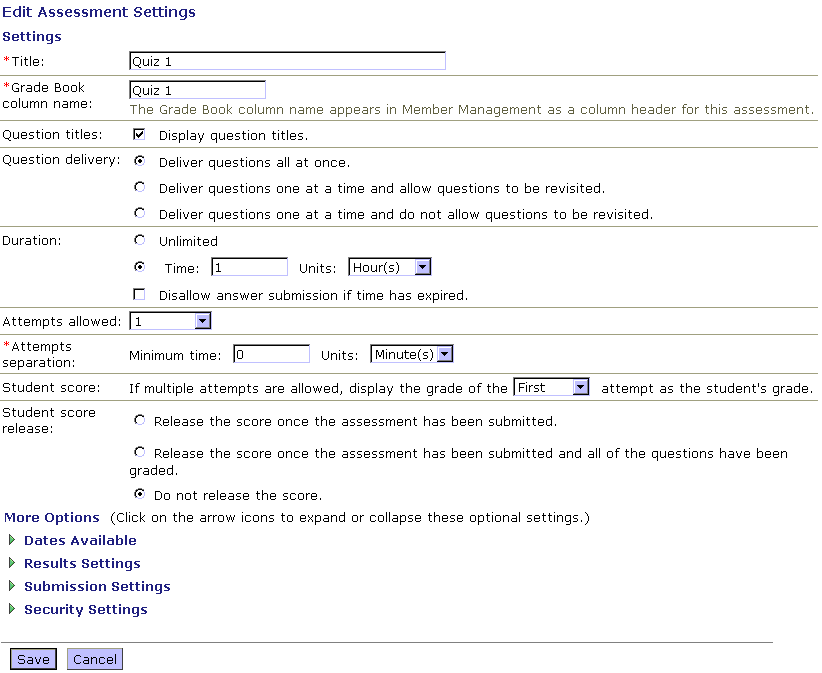 Edit Assessment Settings
Settings
*Title: Quiz 1
*Grade Book column name: Quiz 1
The Grade Book column name appears in Member Management as a column header for this assessment.
Question titles: Display question titles.
Question delivery: Deliver questions all at once.
Deliver questions one at a time and allow questions to be revisited.
Deliver questions one at a time and do not allow questions to be revisited.
Duration: Unlimited
Time: 1 Units: Hour(s)
Disallow answer submission if time has expired.
Attempts allowed: 1
*Attempts separation: Minimum time: 0 Units: Minute(s)
Student score: If multiple attempts are allowed, display the grade of the First attempt as the student's grade.
Student score release: Release the score once the assessment has been submitted.
Release the score once the assessment has been submitted and all of the questions have been
graded.
Do not release the score.
More Options (Click on the arrow icons to expand or collapse these optional settings.)
Dates Available
Results Settings
Submission Settings
Security Settings
Save Cancel